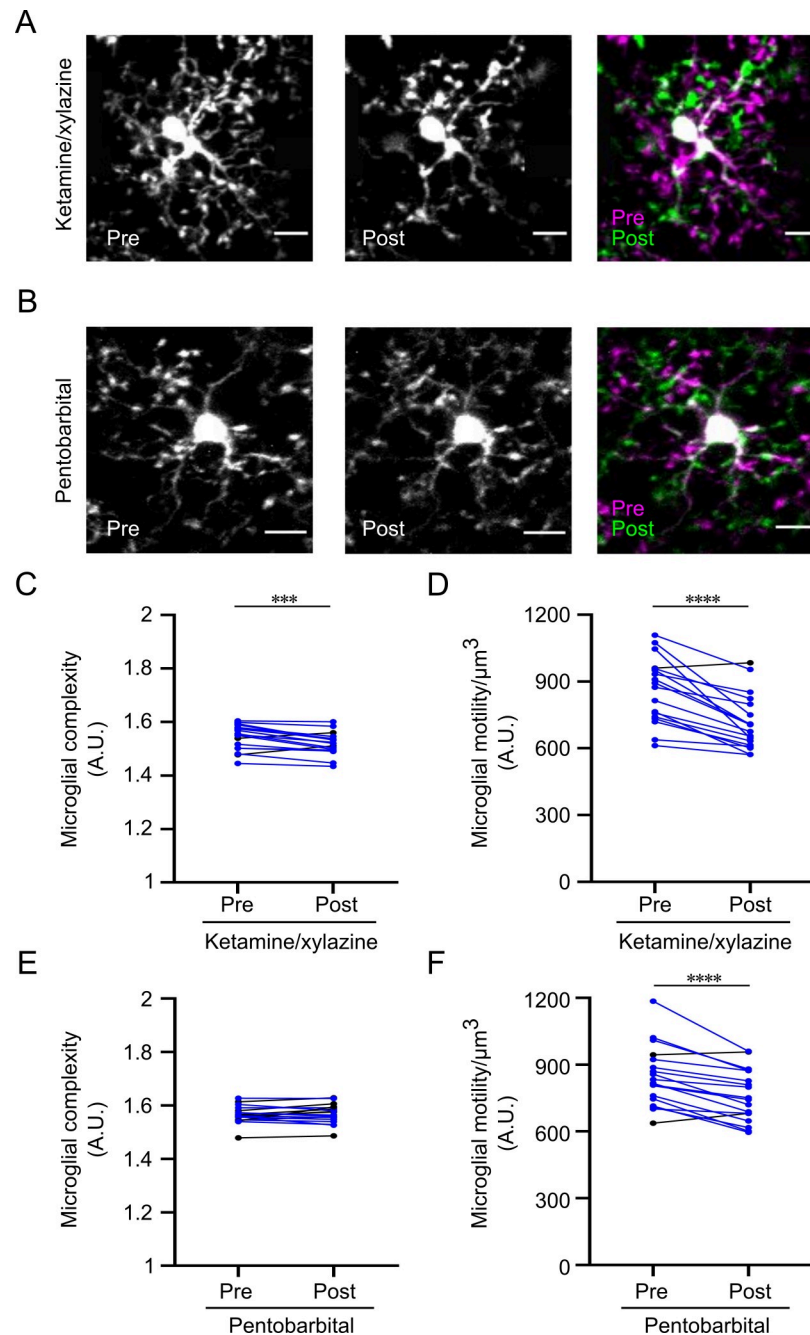 A
Ketamine/xylazine
Pre
Post
Pre
Post
B
Pentobarbital
Pre
Post
Pre
Post
C
***
Microglial complexity
(A.U.)
2
1.8
1.6
1.4
1.2
1
Pre
Post
Ketamine/xylazine
D
****
Microglial motility/µm³
(A.U.)
1200
900
600
300
0
Pre
Post
Ketamine/xylazine
E
Microglial complexity
(A.U.)
2
1.8
1.6
1.4
1.2
1
Pre
Post
Pentobarbital
F
****
Microglial motility/µm³
(A.U.)
1200
900
600
300
0
Pre
Post
Pentobarbital